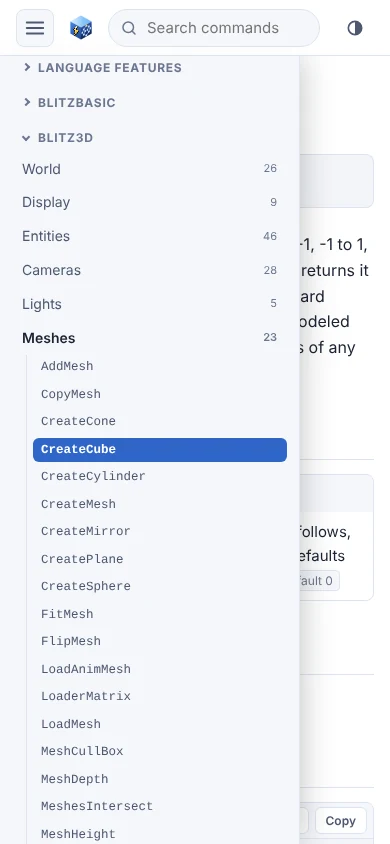 Search commands
LANGUAGE FEATURES
BLITZBASIC
BLITZ3D
World 26
Display 9
Entities 46
Cameras 28
Lights 5
Meshes 23
AddMesh
CopyMesh
CreateCone
CreateCube
CreateCylinder
CreateMesh
CreateMirror
CreatePlane
CreateSphere
FitMesh
FlipMesh
LoadAnimMesh
LoaderMatrix
LoadMesh
MeshCullBox
MeshDepth
MeshesIntersect
MeshHeight
-1, -1 to 1,
returns it
ard
odeled
s of any
follows,
efaults
fault 0
Copy